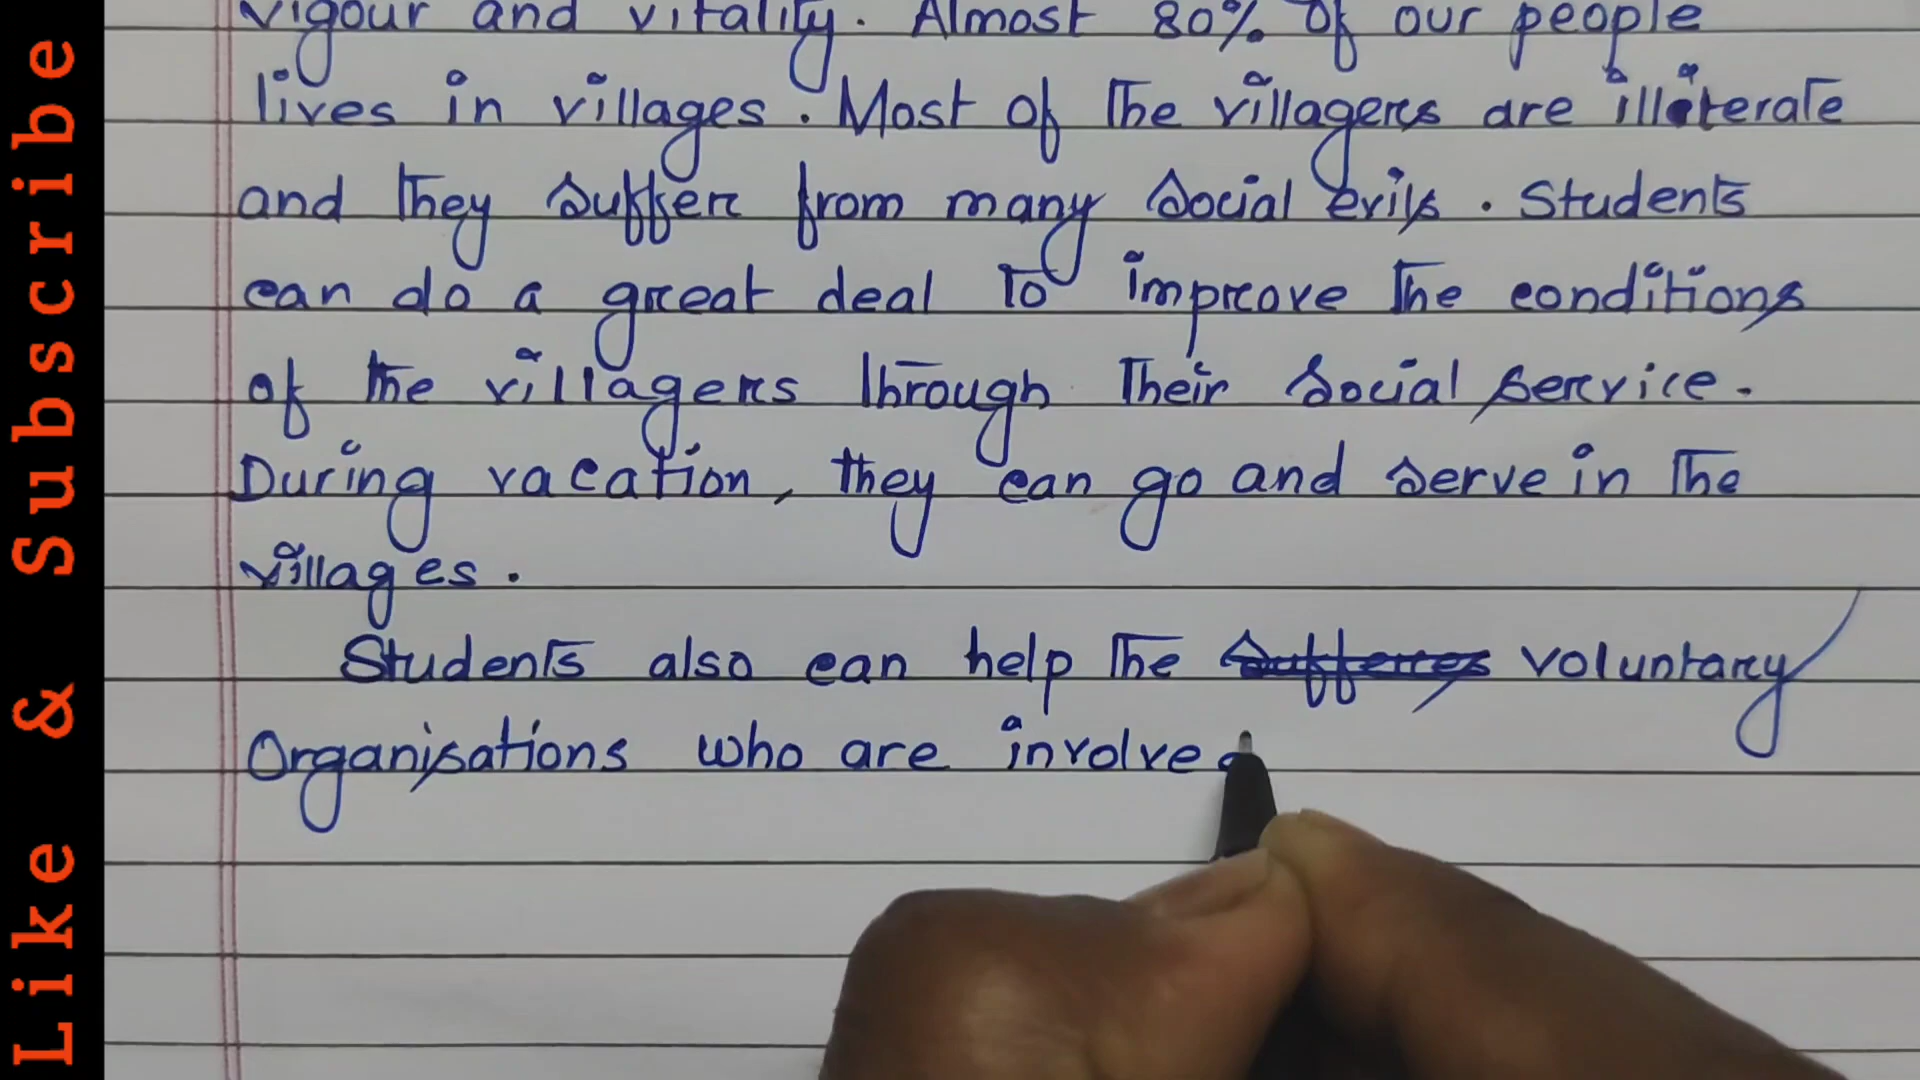 Like & Subscribe
vigour and vitality. Almost 80% of our people
lives in villages. Most of the villagers are illiterate
and they suffer from many social evils. Students
can do a great deal to improve the conditions
of the villagers through their social service.
During vacation, they can go and serve in the
villages.
Students also can help the voluntary
Organisations who are involve